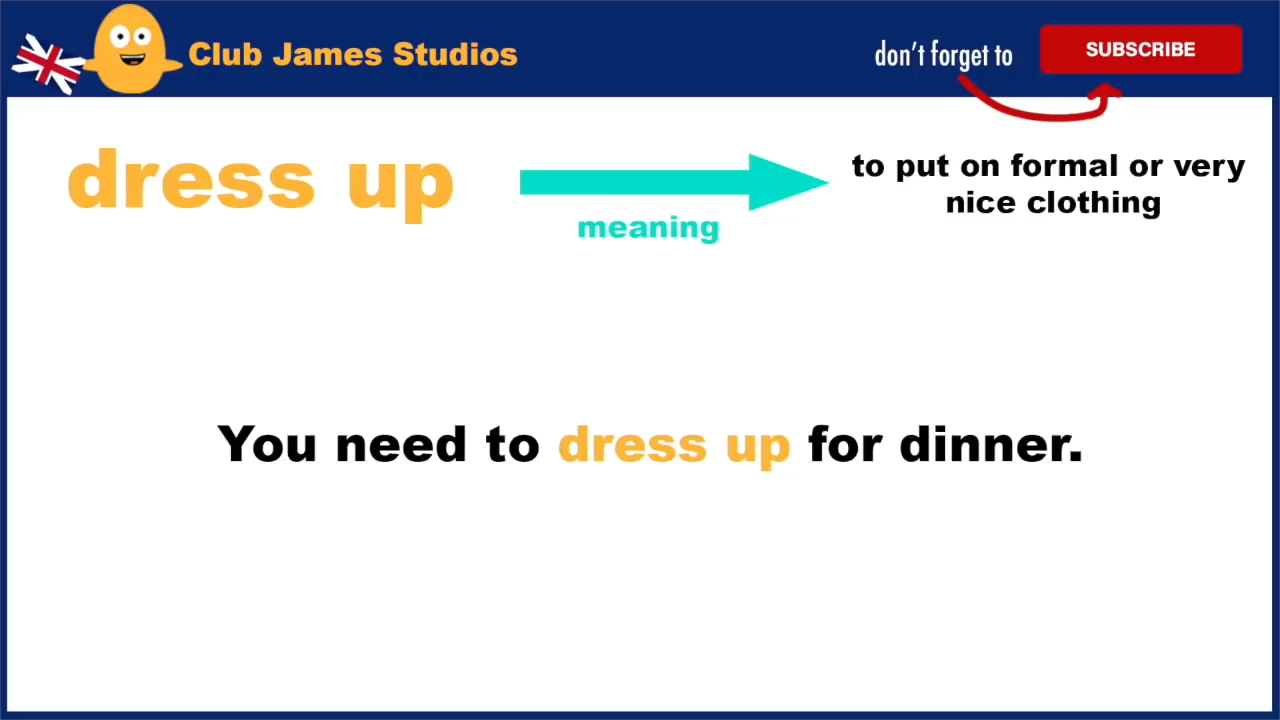 Club James Studios
don't forget to
SUBSCRIBE
dress up
meaning
to put on formal or very
nice clothing
You need to dress up for dinner.